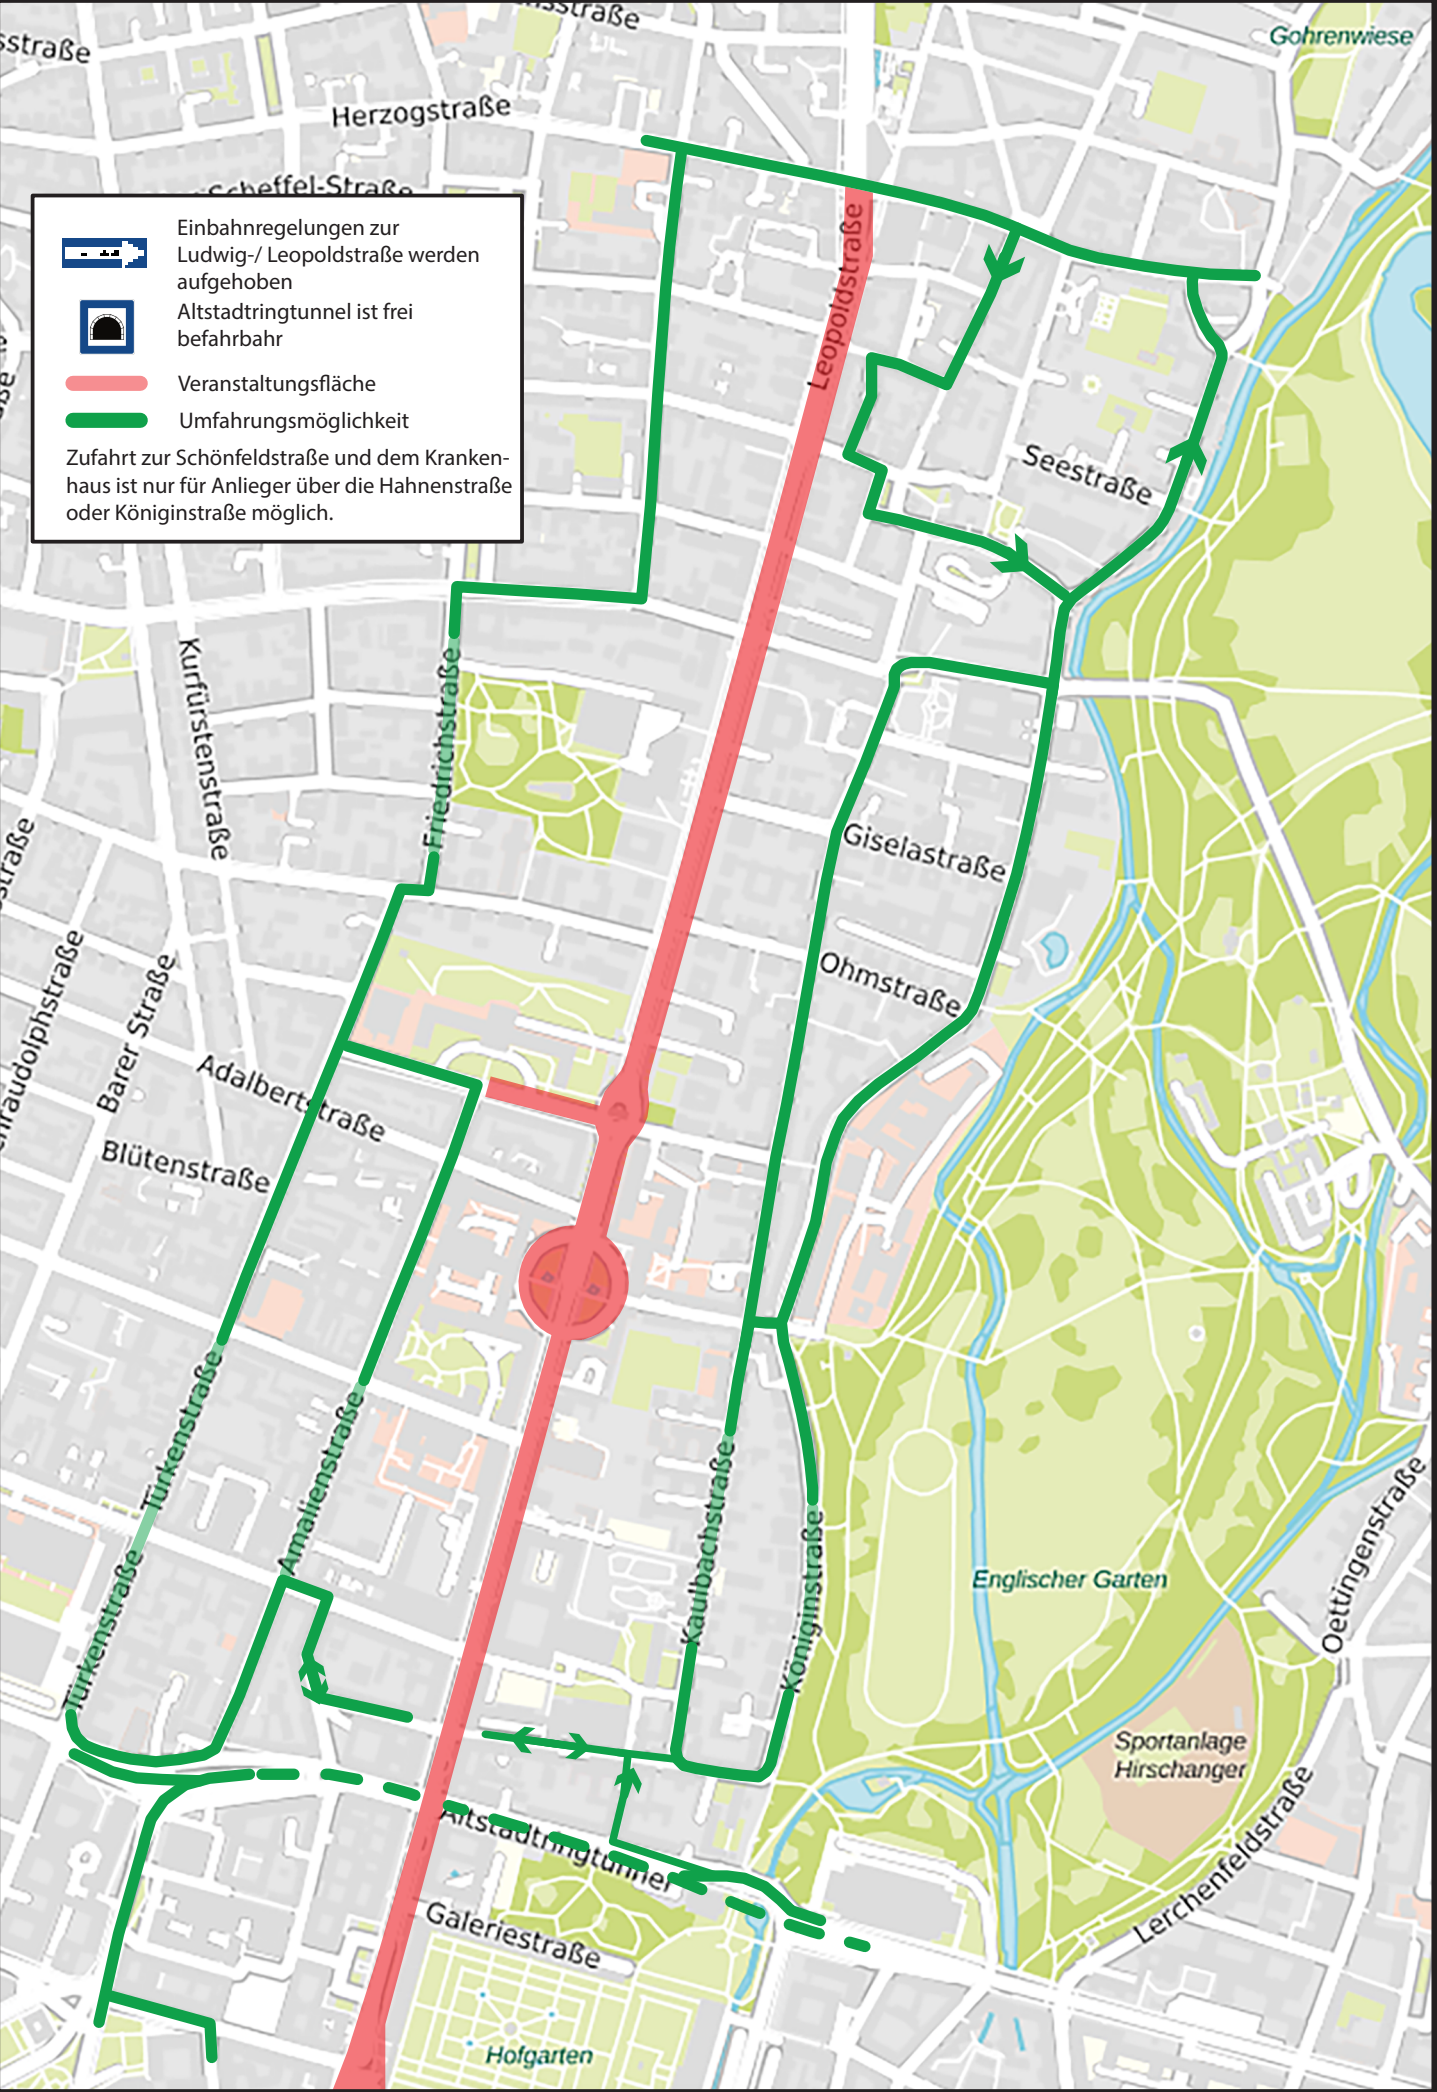 sstraße
Gohrenwiese
Herzogstraße
Scheffel-Straße
Einbahnregelungen zur
Ludwig-/ Leopoldstraße werden
aufgehoben
Altstadtringtunnel ist frei
befahrbahr
Veranstaltungsfläche
Umfahrungsmöglichkeit
Zufahrt zur Schönfeldstraße und dem Kranken-
haus ist nur für Anlieger über die Hahnenstraße
oder Königinstraße möglich.
Leopoldstraße
Seestraße
Kurfürstenstraße
Friedrichstraße
Giselastraße
Ohmstraße
Barer Straße
Adalbertstraße
Blütenstraße
Türkenstraße
Amalienstraße
Kaulbachstraße
Königinstraße
Türkenstraße
Englischer Garten
Oettingenstraße
Sportanlage
Hirschanger
Altstadtringtunnel
Lerchenfeldstraße
Galeriestraße
Hofgarten